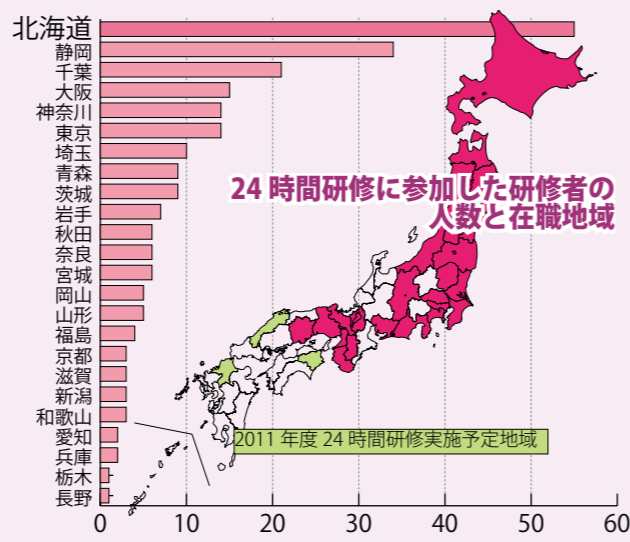 北海道
静岡
千葉
大阪
神奈川
東京
埼玉
青森
茨城
岩手
秋田
奈良
宮城
岡山
山形
福島
京都
滋賀
新潟
和歌山
愛知
兵庫
栃木
長野
24 時間研修に参加した研修者の
人数と在職地域
2011 年度 24 時間研修実施予定地域
0 10 20 30 40 50 60